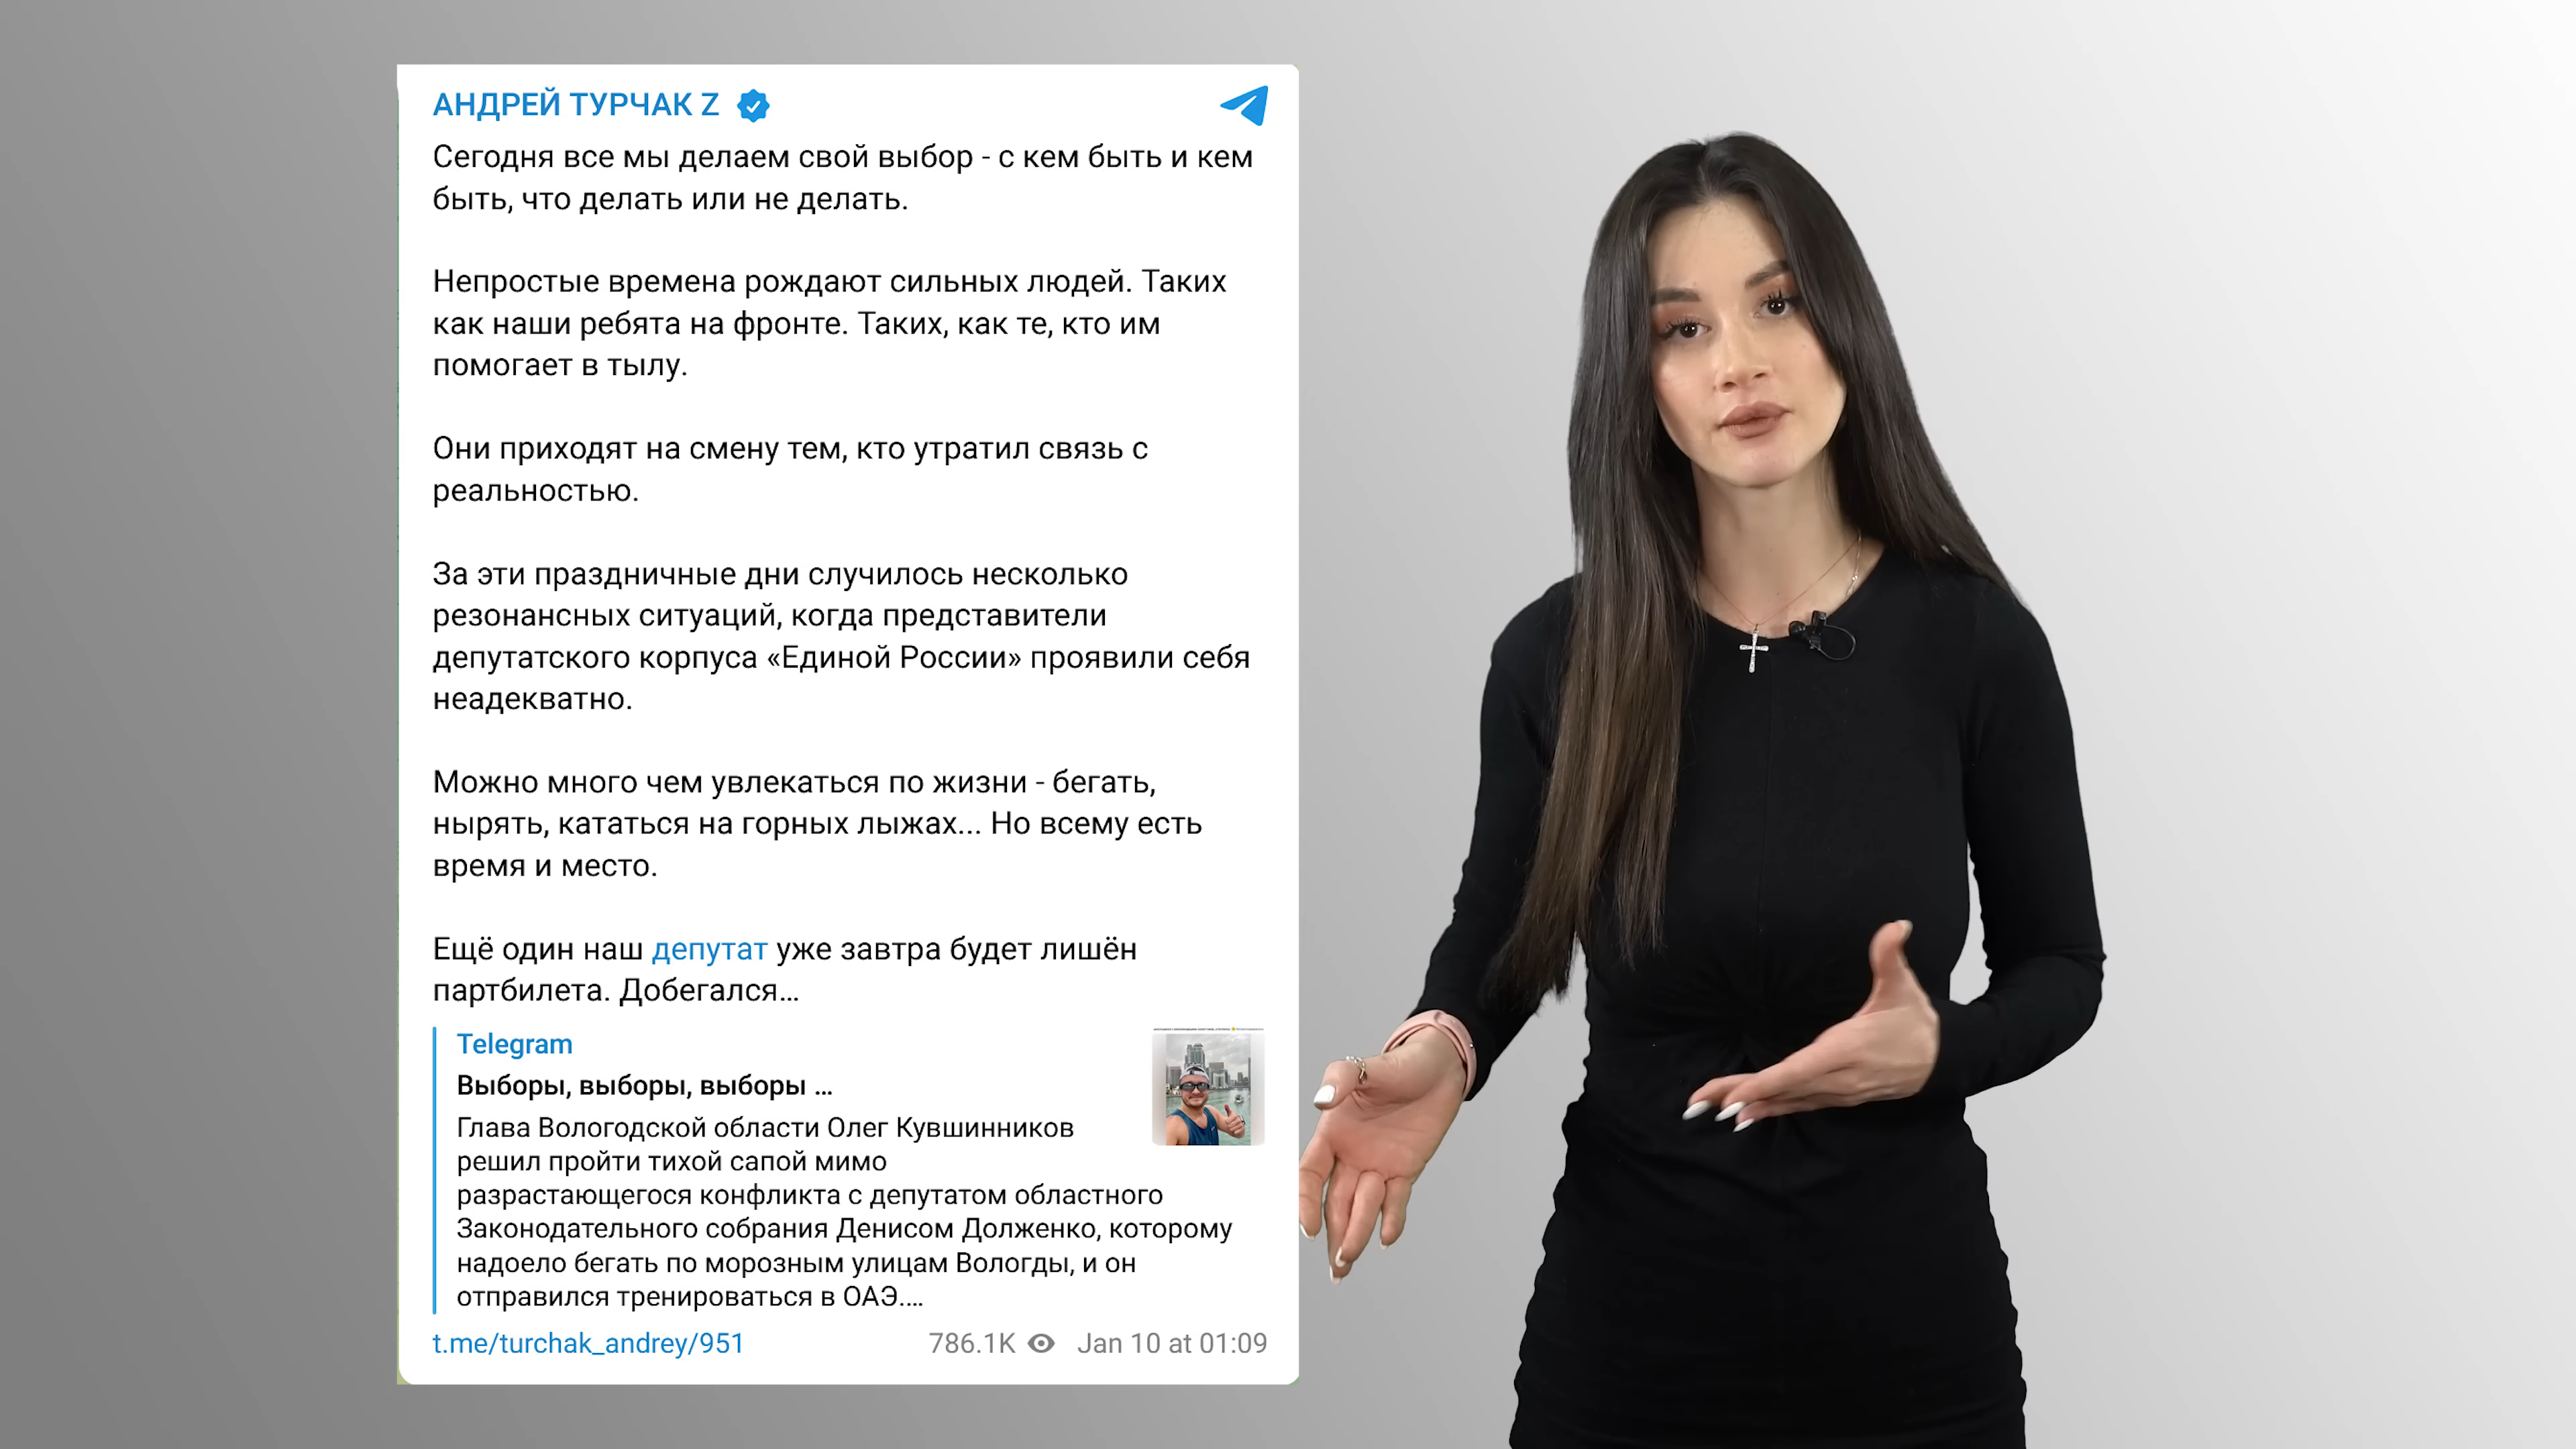 АНДРЕЙ ТУРЧАК Z
Сегодня все мы делаем свой выбор - с кем быть и кем
быть, что делать или не делать.
Непростые времена рождают сильных людей. Таких
как наши ребята на фронте. Таких, как те, кто им
помогает в тылу.
Они приходят на смену тем, кто утратил связь с
реальностью.
За эти праздничные дни случилось несколько
резонансных ситуаций, когда представители
депутатского корпуса «Единой России» проявили себя
неадекватно.
Можно много чем увлекаться по жизни - бегать,
нырять, кататься на горных лыжах... Но всему есть
время и место.
Ещё один наш депутат уже завтра будет лишён
партбилета. Добегался...
Telegram
Выборы, выборы, выборы ...
Глава Вологодской области Олег Кувшинников
решил пройти тихой сапой мимо
разрастающегося конфликта с депутатом областного
Законодательного собрания Денисом Долженко, которому
надоело бегать по морозным улицам Вологды, и он
отправился тренироваться в ОАЭ....
t.me/turchak_andrey/951 786.1K Jan 10 at 01:09